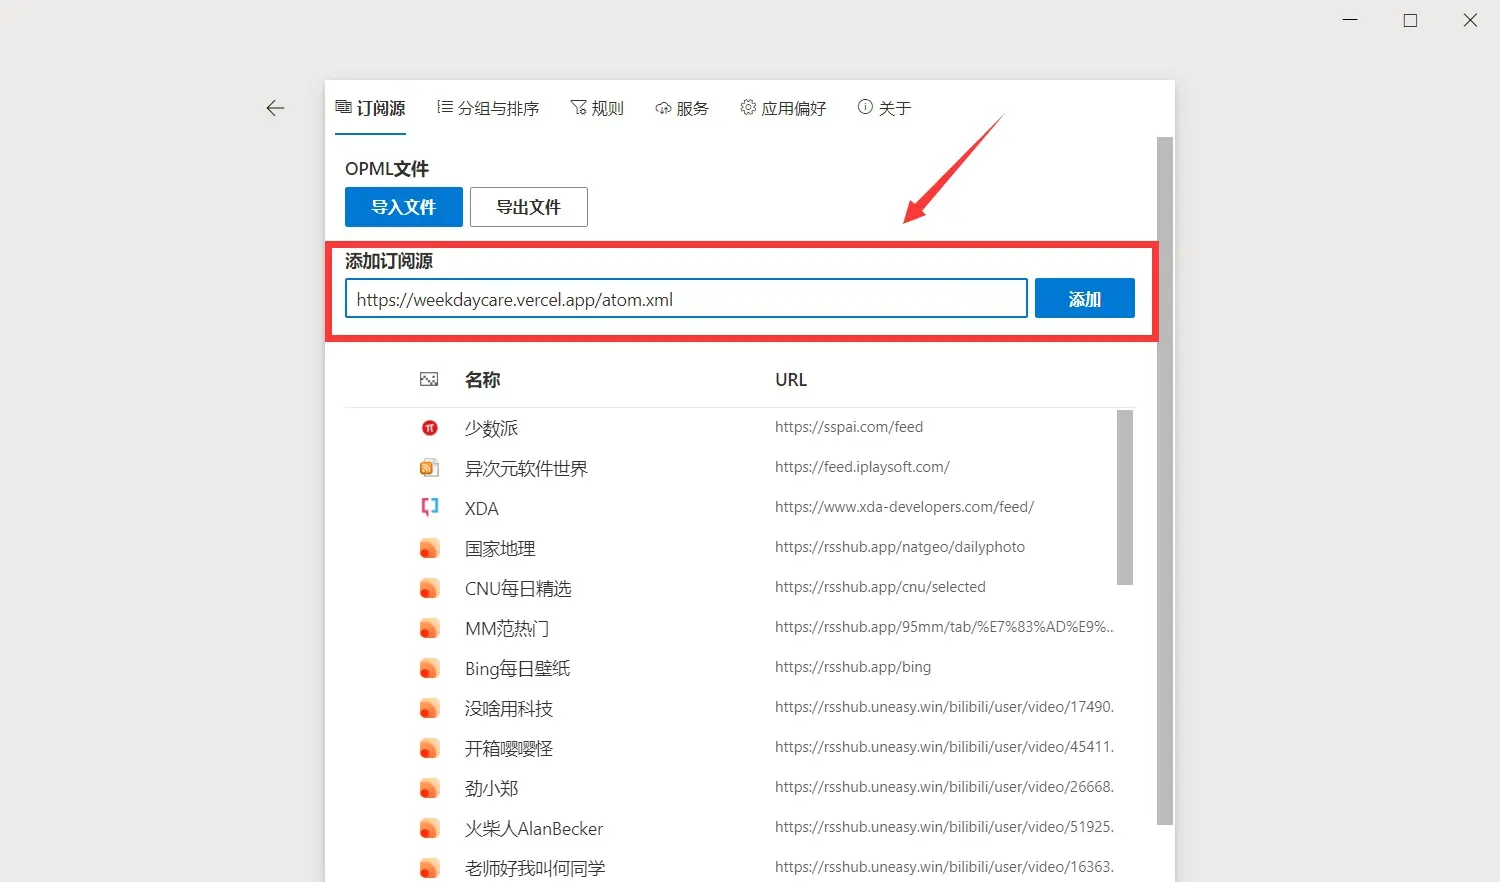 订阅源 分组与排序 规则 服务 应用偏好 关于
OPML文件
导入文件 导出文件
添加订阅源
https://weekdaycare.vercel.app/atom.xml 添加
名称 URL
少数派 https://sspai.com/feed
异次元软件世界 https://feed.iplaysoft.com/
XDA https://www.xda-developers.com/feed/
国家地理 https://rsshub.app/natgeo/dailyphoto
CNU每日精选 https://rsshub.app/cnu/selected
MM范热门 https://rsshub.app/95mm/tab/%E7%83%AD%E9%...
Bing每日壁纸 https://rsshub.app/bing
没啥用科技 https://rsshub.uneasy.win/bilibili/user/video/17490.
开箱嘤嘤怪 https://rsshub.uneasy.win/bilibili/user/video/45411.
劲小郑 https://rsshub.uneasy.win/bilibili/user/video/26668.
火柴人AlanBecker https://rsshub.uneasy.win/bilibili/user/video/51925.
老师好我叫何同学 https://rsshub.uneasy.win/bilibili/user/video/16363.